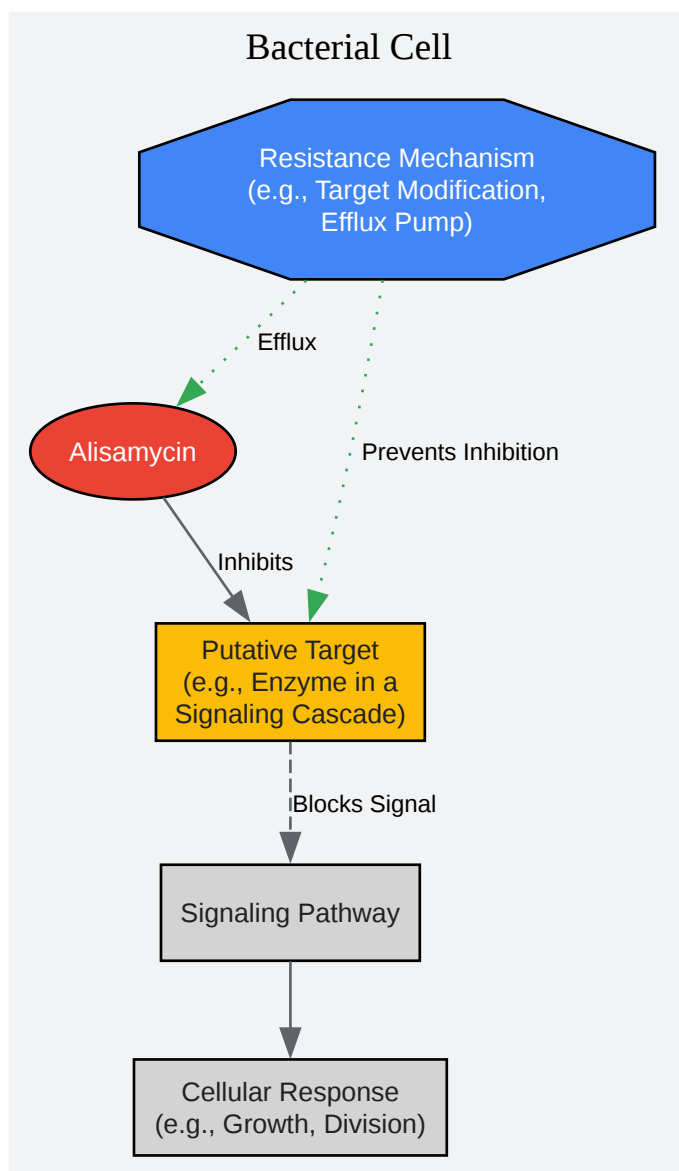 Bacterial Cell
Resistance Mechanism
(e.g., Target Modification,
Efflux Pump)
Efflux
Alisamycin
Prevents Inhibition
Inhibits
Putative Target
(e.g., Enzyme in a
Signaling Cascade)
Blocks Signal
Signaling Pathway
Cellular Response
(e.g., Growth, Division)